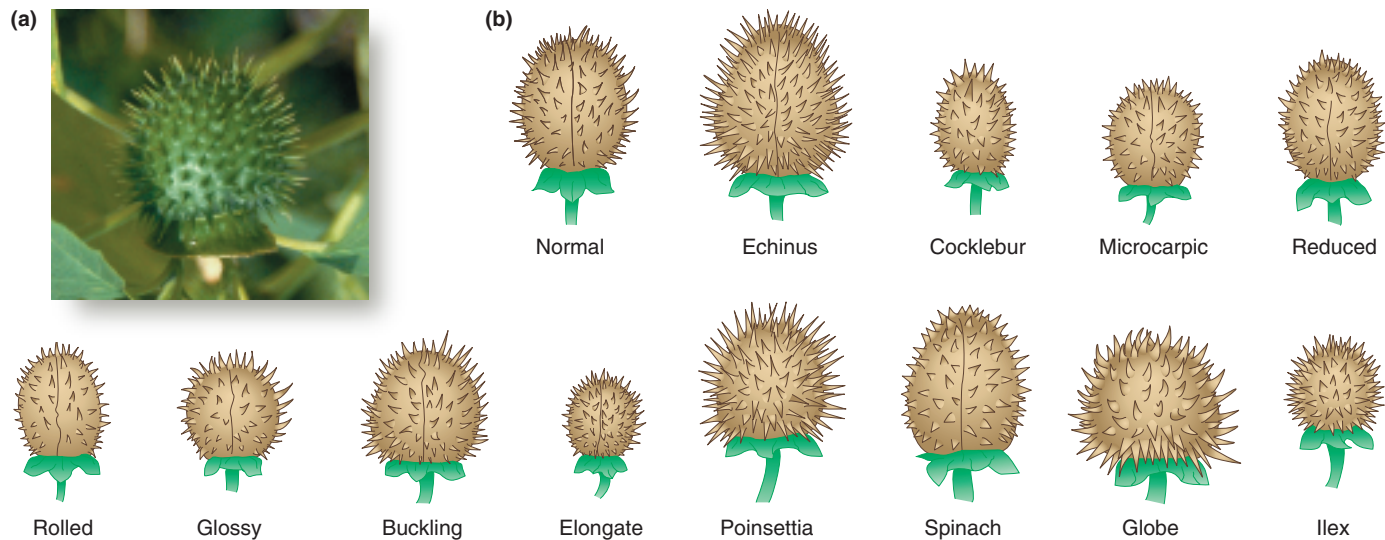 (a)
(b)
Normal
Echinus
Cocklebur
Microcarpic
Reduced
Rolled
Glossy
Buckling
Elongate
Poinsettia
Spinach
Globe
Ilex